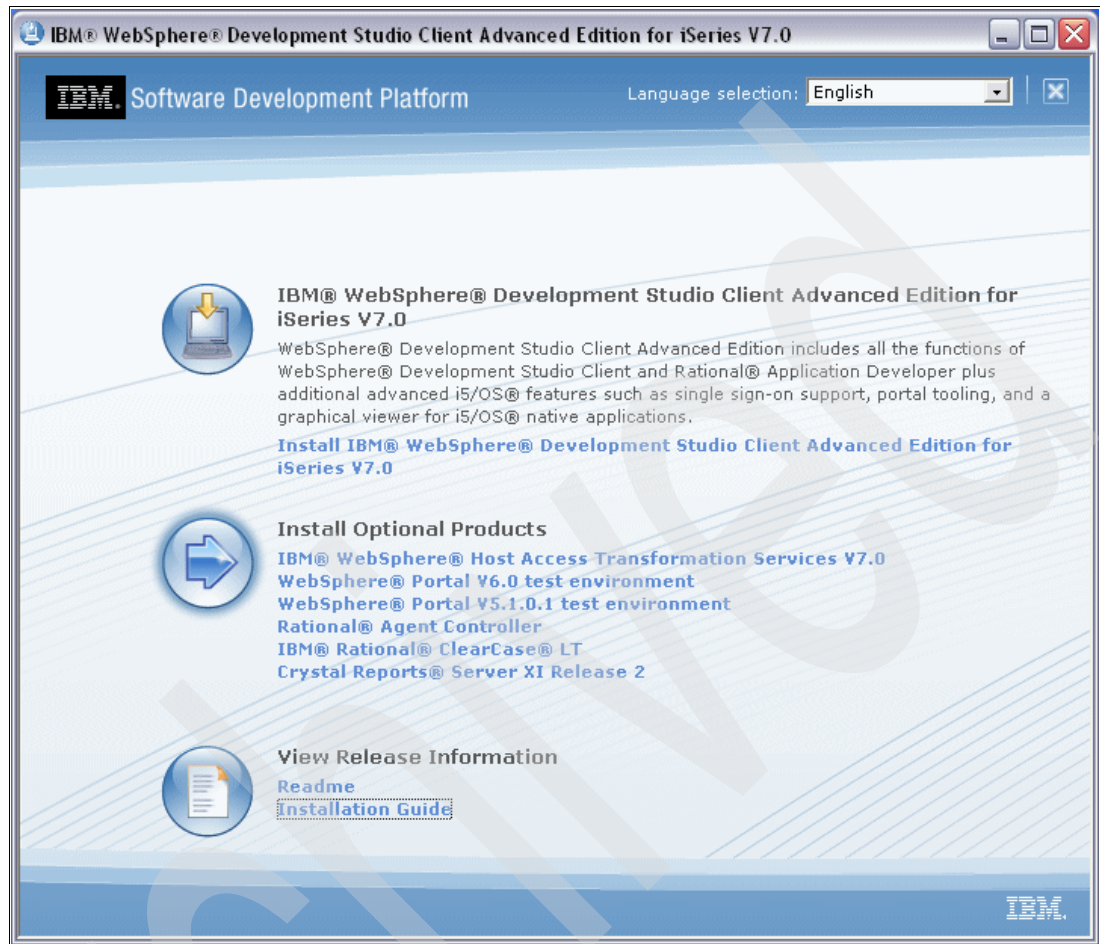 IBM® WebSphere® Development Studio Client Advanced Edition for iSeries V7.0
IBM. Software Development Platform
Language selection: English
IBM® WebSphere® Development Studio Client Advanced Edition for
iSeries V7.0
WebSphere® Development Studio Client Advanced Edition includes all the functions of
WebSphere® Development Studio Client and Rational® Application Developer plus
additional advanced i5/OS® features such as single sign-on support, portal tooling, and a
graphical viewer for i5/OS® native applications.
Install IBM® WebSphere® Development Studio Client Advanced Edition for
iSeries V7.0
Install Optional Products
IBM® WebSphere® Host Access Transformation Services V7.0
WebSphere® Portal V6.0 test environment
WebSphere® Portal V5.1.0.1 test environment
Rational® Agent Controller
IBM® Rational® ClearCase® LT
Crystal Reports® Server XI Release 2
View Release Information
Readme
Installation Guide
IBM.